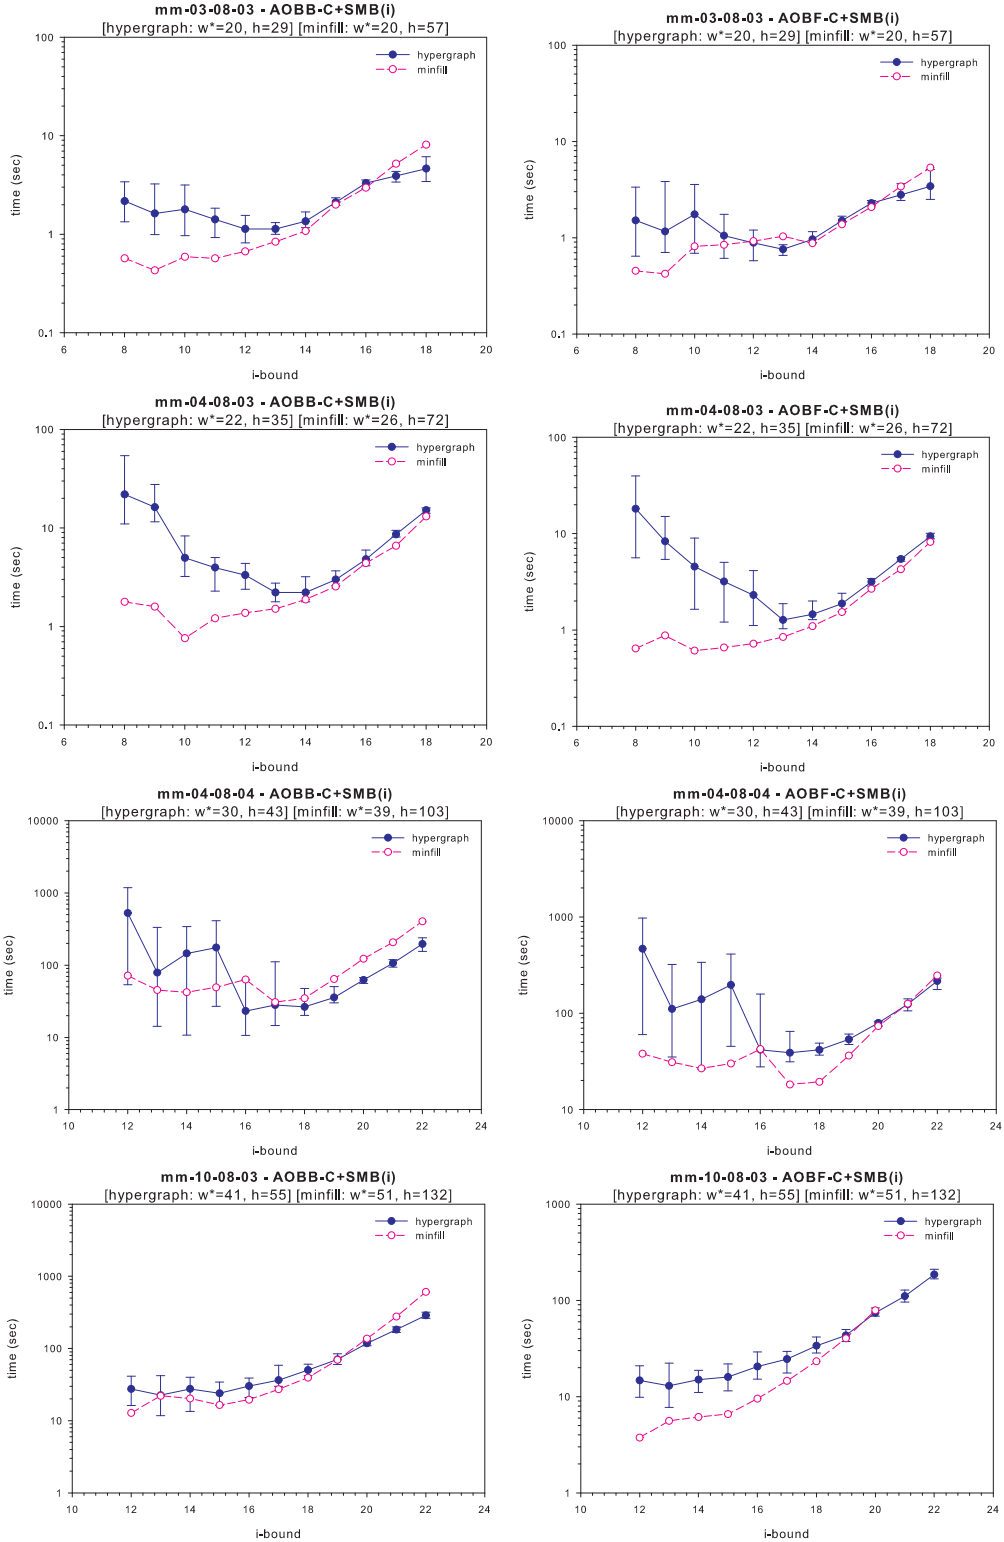 mm-03-08-03 - AOBB-C+SMB(i)
[hypergraph: w*=20, h=29] [minfill: w*=20, h=57]
100
10
1
0.1
time (sec)
hypergraph
minfill
6 8 10 12 14 16 18 20
i-bound
mm-03-08-03 - AOBF-C+SMB(i)
[hypergraph: w*=20, h=29] [minfill: w*=20, h=57]
100
10
1
0.1
time (sec)
hypergraph
minfill
6 8 10 12 14 16 18 20
i-bound
mm-04-08-03 - AOBB-C+SMB(i)
[hypergraph: w*=22, h=35] [minfill: w*=26, h=72]
100
10
1
0.1
time (sec)
hypergraph
minfill
6 8 10 12 14 16 18 20
i-bound
mm-04-08-03 - AOBF-C+SMB(i)
[hypergraph: w*=22, h=35] [minfill: w*=26, h=72]
100
10
1
0.1
time (sec)
hypergraph
minfill
6 8 10 12 14 16 18 20
i-bound
mm-04-08-04 - AOBB-C+SMB(i)
[hypergraph: w*=30, h=43] [minfill: w*=39, h=103]
10000
1000
100
10
1
time (sec)
hypergraph
minfill
10 12 14 16 18 20 22 24
i-bound
mm-04-08-04 - AOBF-C+SMB(i)
[hypergraph: w*=30, h=43] [minfill: w*=39, h=103]
10000
1000
100
10
time (sec)
hypergraph
minfill
10 12 14 16 18 20 22 24
i-bound
mm-10-08-03 - AOBB-C+SMB(i)
[hypergraph: w*=41, h=55] [minfill: w*=51, h=132]
10000
1000
100
10
1
time (sec)
hypergraph
minfill
10 12 14 16 18 20 22 24
i-bound
mm-10-08-03 - AOBF-C+SMB(i)
[hypergraph: w*=41, h=55] [minfill: w*=51, h=132]
1000
100
10
1
time (sec)
hypergraph
minfill
10 12 14 16 18 20 22 24
i-bound